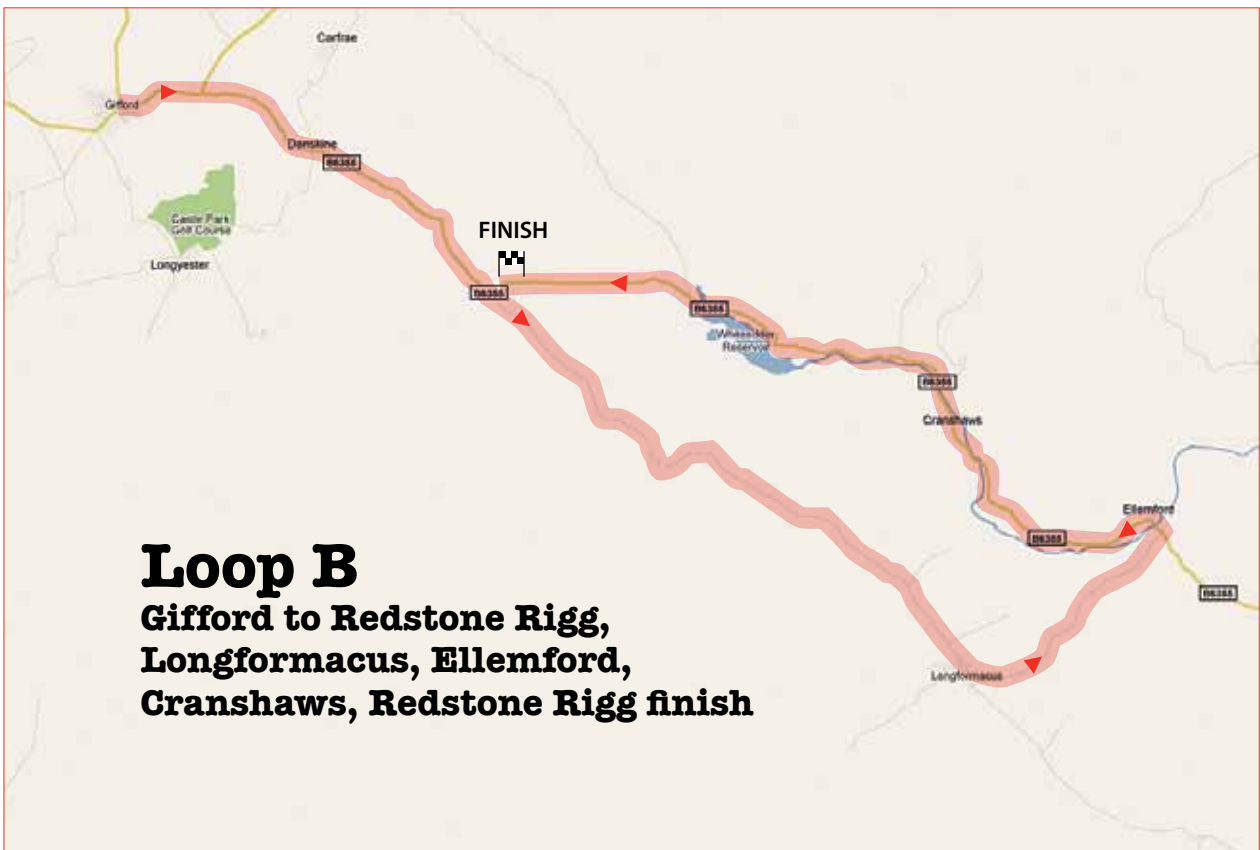 Carfrae
Gifford
Danskine
B6355
Castle Park
Golf Course
Longyester
FINISH
B6355
B6355
Whiteadder
Reservoir
B6355
Cranshaws
Ellemford
B6355
B6355
Longformacus
Loop B
Gifford to Redstone Rigg,
Longformacus, Ellemford,
Cranshaws, Redstone Rigg finish